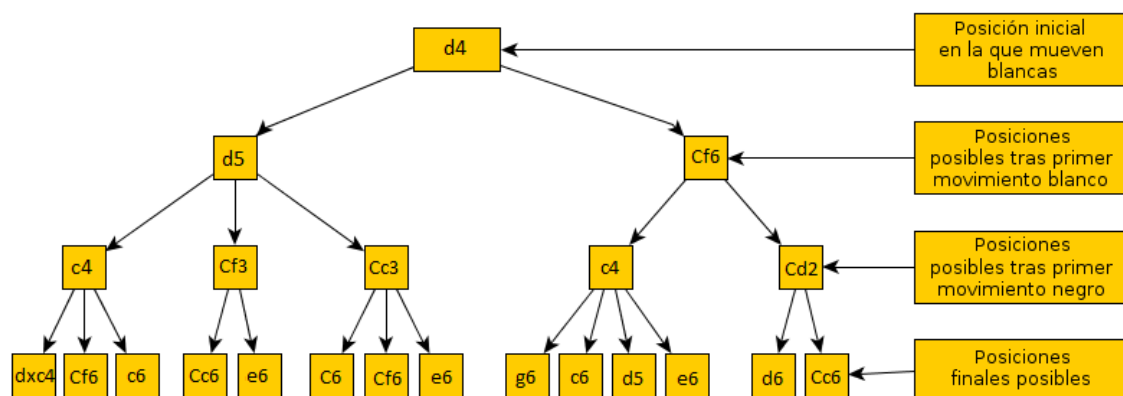 d4
Posición inicial
en la que mueven
blancas
d5
Cf6
Posiciones
posibles tras primer
movimiento blanco
c4
Cf3
Cc3
c4
Cd2
Posiciones
posibles tras primer
movimiento negro
dxc4
Cf6
c6
Cc6
e6
C6
Cf6
e6
g6
c6
d5
e6
d6
Cc6
Posiciones
finales posibles